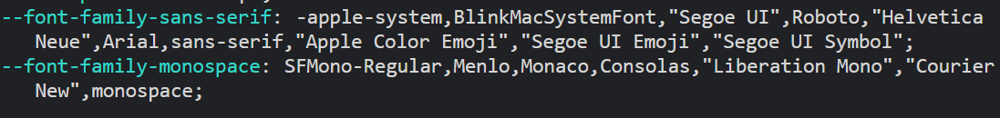 --font-family-sans-serif: -apple-system,BlinkMacSystemFont,"Segoe UI",Roboto,"Helvetica
Neue",Arial,sans-serif,"Apple Color Emoji","Segoe UI Emoji","Segoe UI Symbol";
--font-family-monospace: SFMono-Regular,Menlo,Monaco,Consolas,"Liberation Mono","Courier
New",monospace;